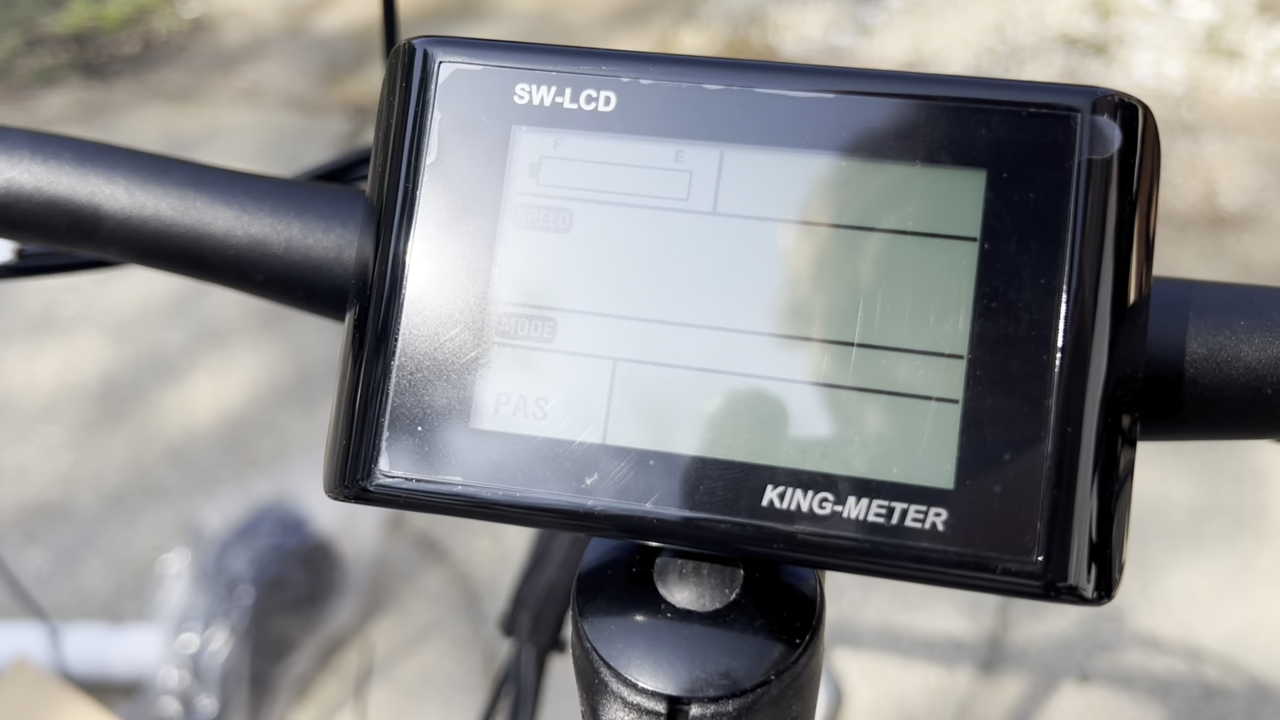 SW-LCD
F E
SPEED
MODE
PAS
KING-METER